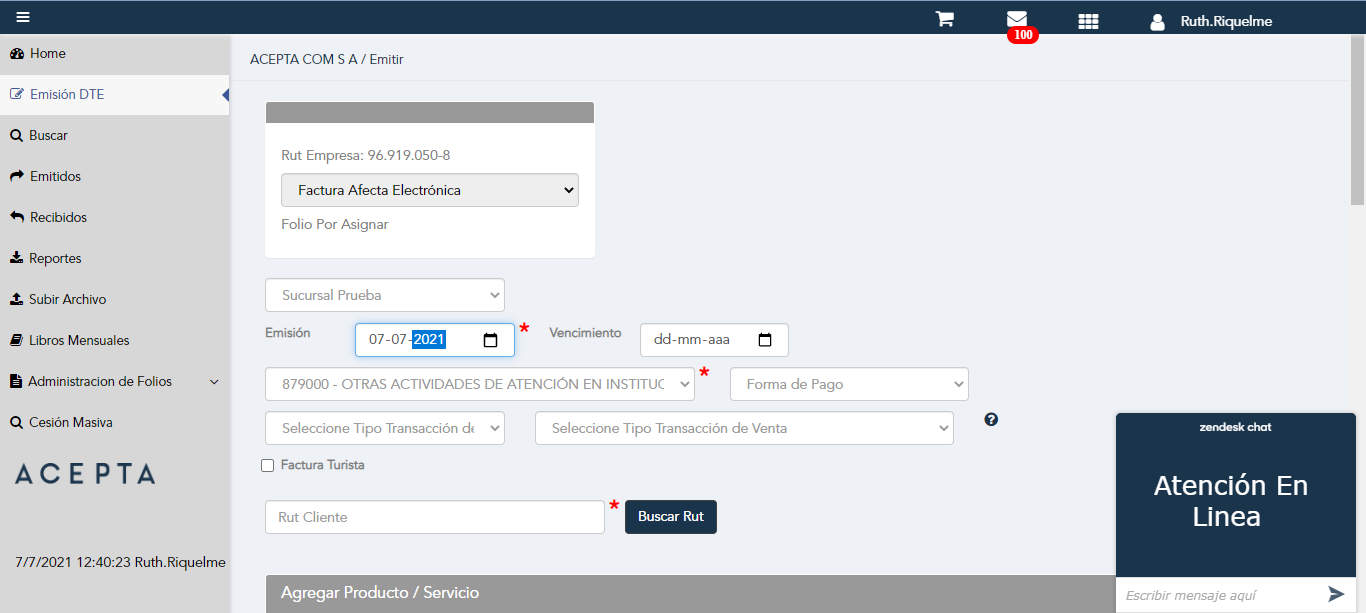 100
Ruth.Riquelme
Home
Emisión DTE
Buscar
Emitidos
Recibidos
Reportes
Subir Archivo
Libros Mensuales
Administracion de Folios
Cesión Masiva
ACEPTA
7/7/2021 12:40:23 Ruth.Riquelme
ACEPTA COM S A / Emitir
Rut Empresa: 96.919.050-8
Factura Afecta Electrónica
Folio Por Asignar
Sucursal Prueba
Emisión 07-07-2021 * Vencimiento dd-mm-aaa
879000 - OTRAS ACTIVIDADES DE ATENCIÓN EN INSTITUC * Forma de Pago
Seleccione Tipo Transacción de Seleccione Tipo Transacción de Venta ?
Factura Turista
Rut Cliente * Buscar Rut
Agregar Producto / Servicio
zendesk chat
Atención En
Linea
Escribir mensaje aquí